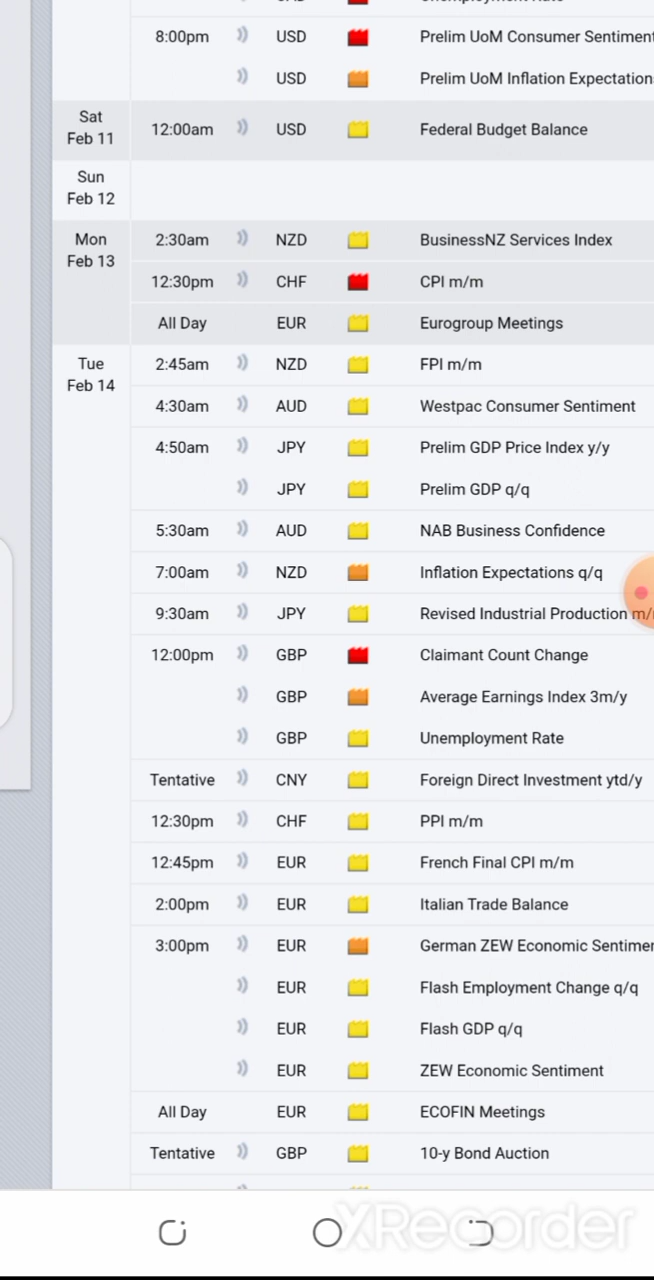 8:00pm USD Prelim UoM Consumer Sentiment
USD Prelim UoM Inflation Expectation
Sat
Feb 11 12:00am USD Federal Budget Balance
Sun
Feb 12
Mon
Feb 13 2:30am NZD BusinessNZ Services Index
12:30pm CHF CPI m/m
All Day EUR Eurogroup Meetings
Tue
Feb 14 2:45am NZD FPI m/m
4:30am AUD Westpac Consumer Sentiment
4:50am JPY Prelim GDP Price Index y/y
JPY Prelim GDP q/q
5:30am AUD NAB Business Confidence
7:00am NZD Inflation Expectations q/q
9:30am JPY Revised Industrial Production m/
12:00pm GBP Claimant Count Change
GBP Average Earnings Index 3m/y
GBP Unemployment Rate
Tentative CNY Foreign Direct Investment ytd/y
12:30pm CHF PPI m/m
12:45pm EUR French Final CPI m/m
2:00pm EUR Italian Trade Balance
3:00pm EUR German ZEW Economic Sentimen
EUR Flash Employment Change q/q
EUR Flash GDP q/q
EUR ZEW Economic Sentiment
All Day EUR ECOFIN Meetings
Tentative GBP 10-y Bond Auction
XRecorder